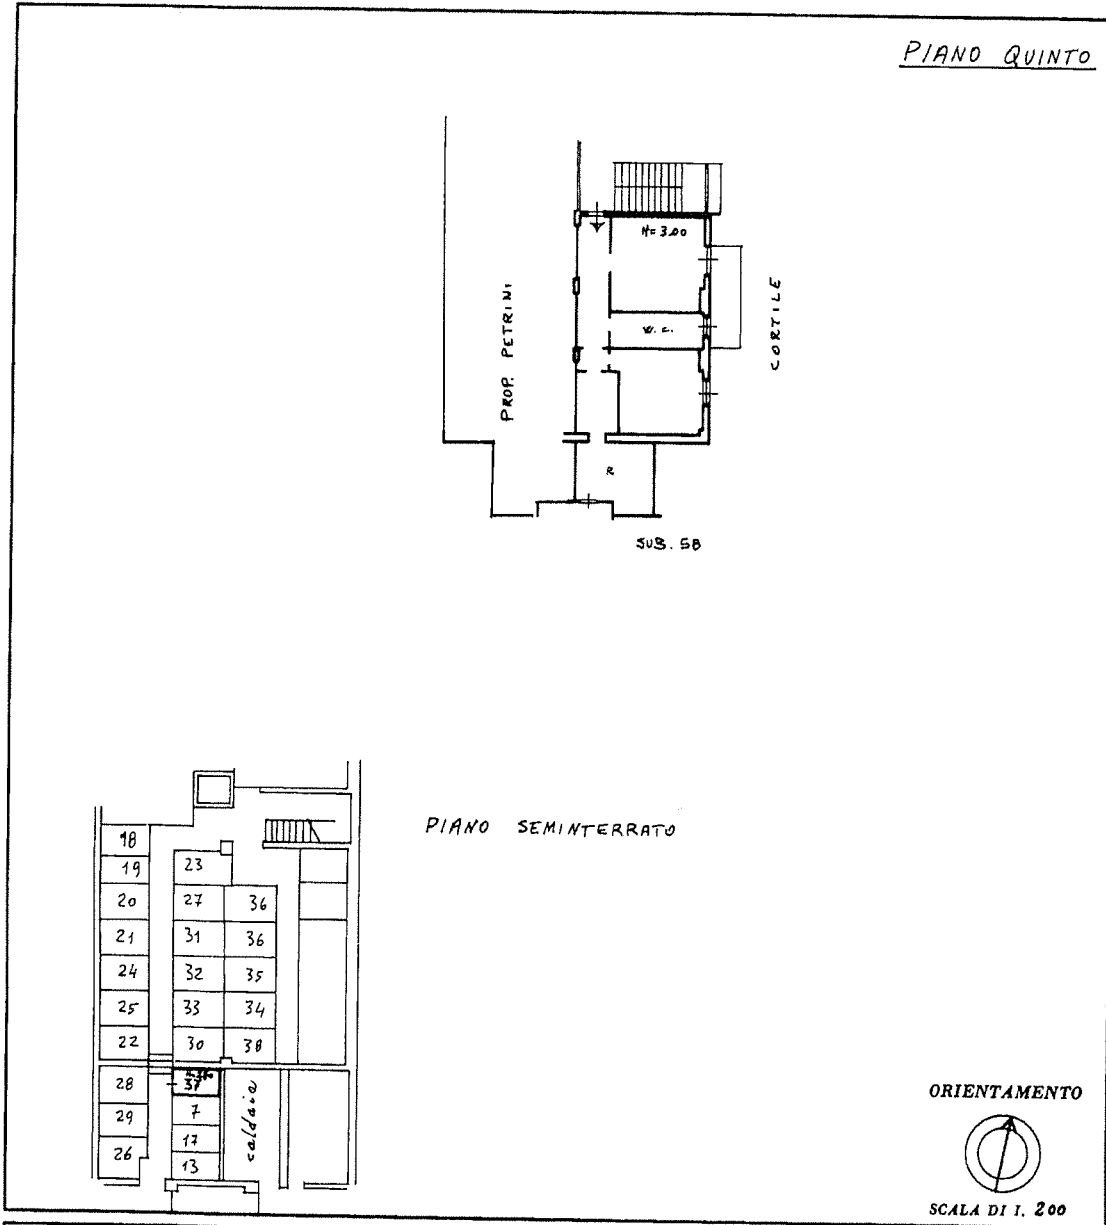 PIANO QUINTO
H=3.00
PROP. PETRINI
W.C.
CORTILE
R
SUB. 58
PIANO SEMINTERRATO
18
19
23
20
27
36
21
31
36
24
32
35
25
33
34
22
30
38
28
37
29
7
caldaia
17
26
13
ORIENTAMENTO
SCALA DI 1. 200